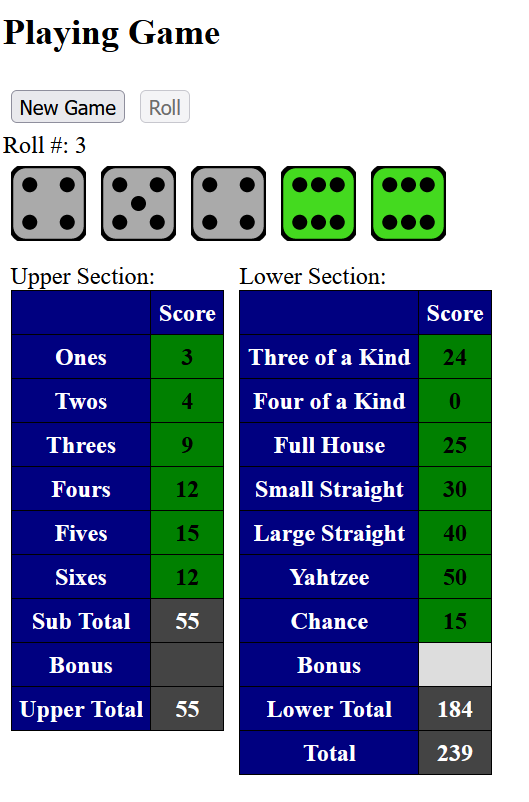 Playing Game
New Game Roll
Roll #: 3
Upper Section:
Score
Ones 3
Twos 4
Threes 9
Fours 12
Fives 15
Sixes 12
Sub Total 55
Bonus
Upper Total 55
Lower Section:
Score
Three of a Kind 24
Four of a Kind 0
Full House 25
Small Straight 30
Large Straight 40
Yahtzee 50
Chance 15
Bonus
Lower Total 184
Total 239